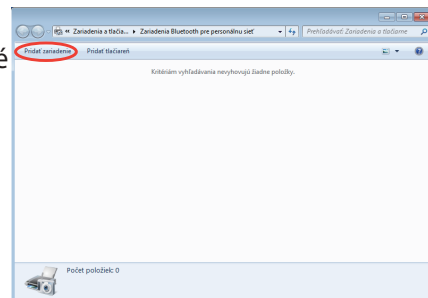 « Zariadenia a tlačia... ▸ Zariadenia Bluetooth pre personálnu sieť
Prehľadávať: Zariadenia a tlačiarne
Pridať zariadenie Pridať tlačiareň
é
Kritériám vyhľadávania nevyhovujú žiadne položky.
Počet položiek: 0